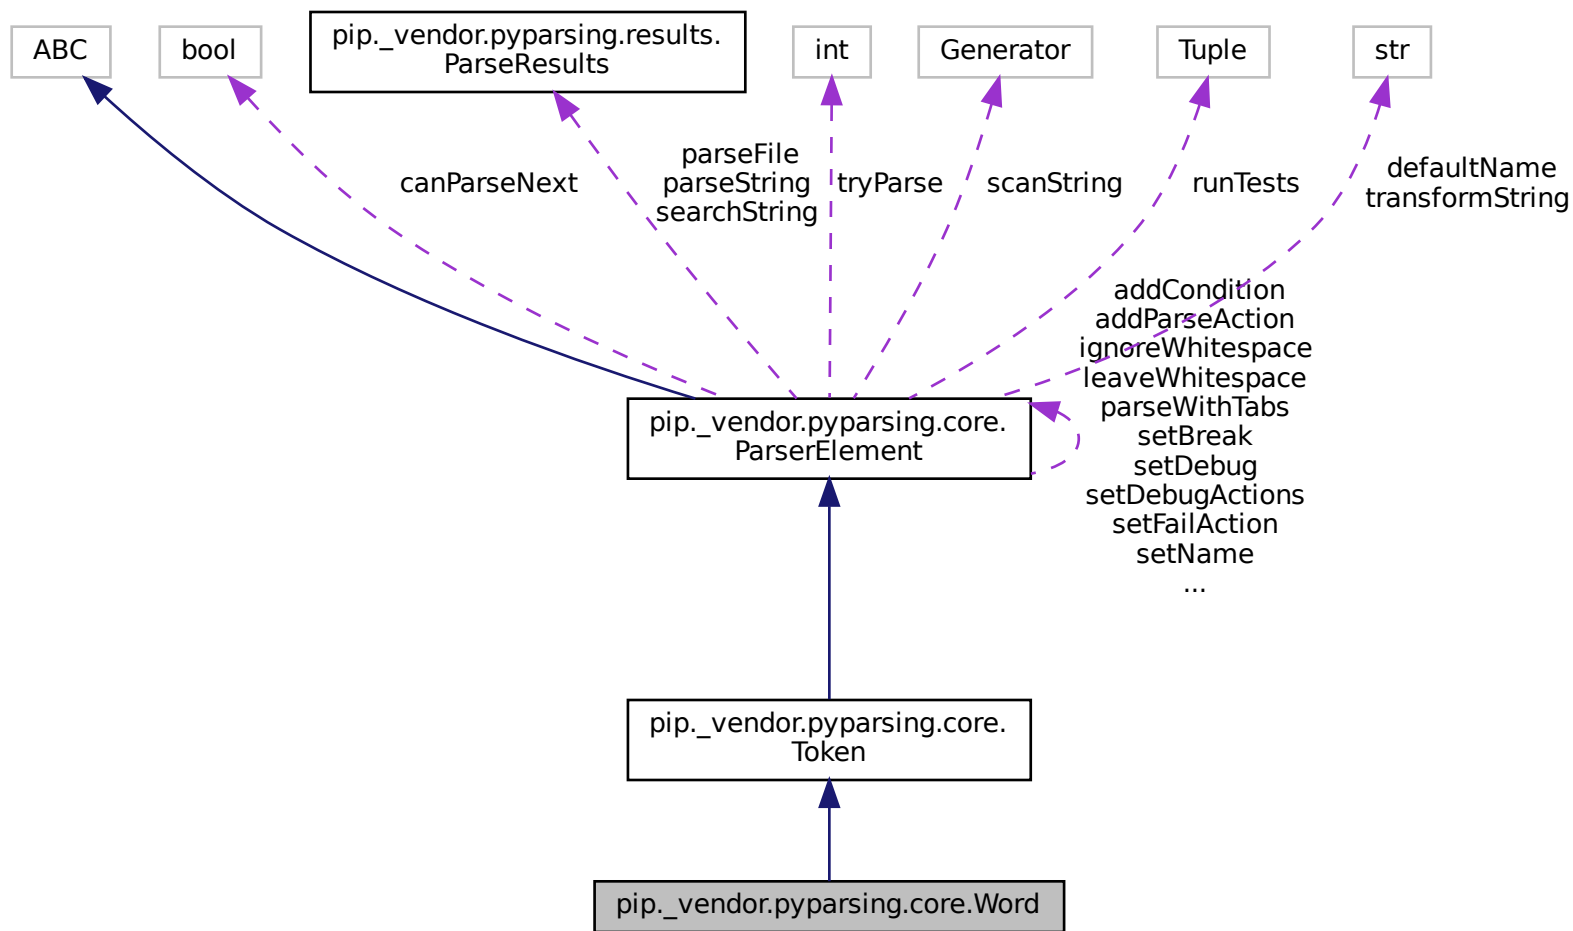 ABC
bool
pip._vendor.pyparsing.results.
ParseResults
int
Generator
Tuple
str
canParseNext
parseFile
parseString
searchString
tryParse
scanString
runTests
defaultName
transformString
addCondition
addParseAction
ignoreWhitespace
leaveWhitespace
parseWithTabs
setBreak
setDebug
setDebugActions
setFailAction
setName
...
pip._vendor.pyparsing.core.
ParserElement
pip._vendor.pyparsing.core.
Token
pip._vendor.pyparsing.core.Word